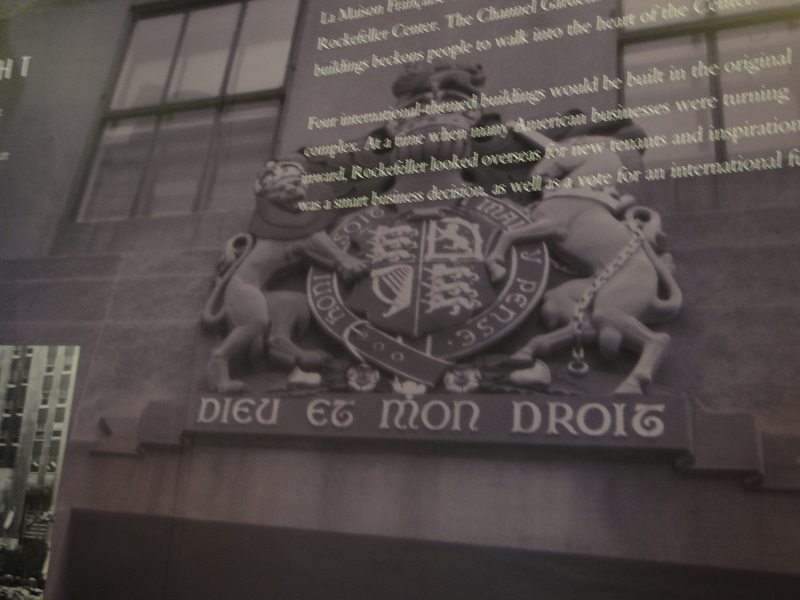 La Maison Française
Rockefeller Center. The Channel
buildings beckons people to walk into the heart of the Center.
Four international-themed buildings would be built in the original
complex. At a time when many American businesses were turning
inward, Rockefeller looked overseas for new tenants and inspiration
was a smart business decision, as well as a vote for an international
HT
SOIT
MAL Y PENSE
HONI
DIEU ET MON DROIT